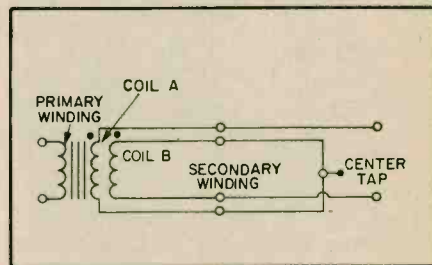 COIL A
PRIMARY
WINDING
COIL B
SECONDARY
WINDING
CENTER
TAP